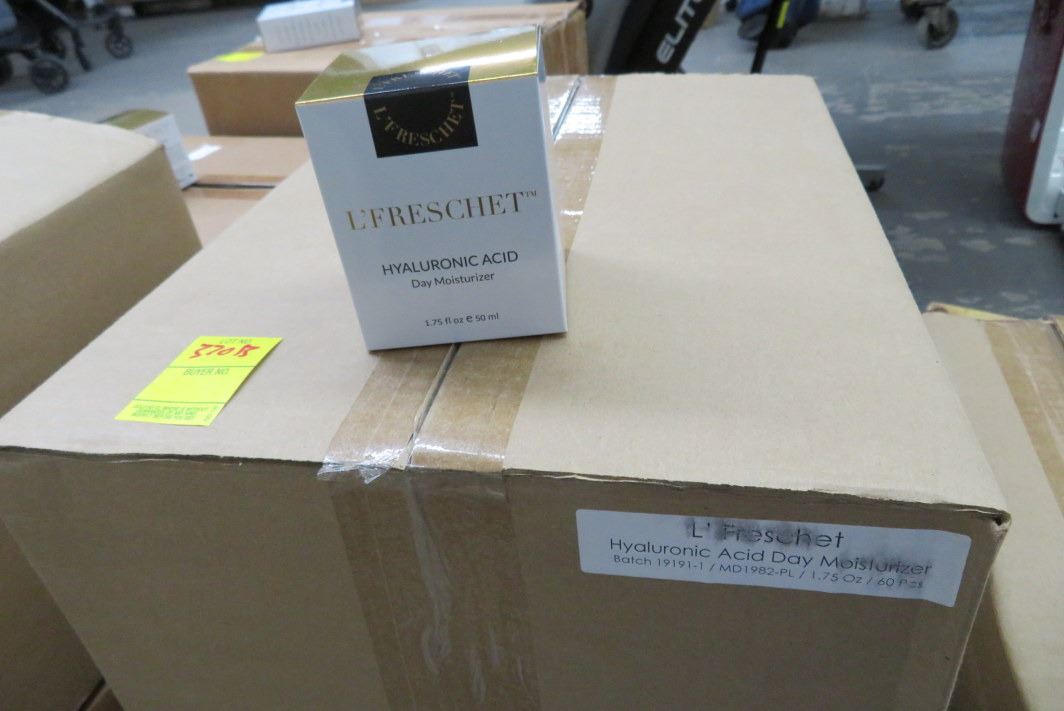 ELITE
L'FRESCHET
L'FRESCHET™
HYALURONIC ACID
Day Moisturizer
1.75 fl oz e 50 ml
LOT NO.
BUYER NO.
L' Freschet
Hyaluronic Acid Day Moisturizer
Batch 19191-1 / MD1982-PL / 1.75 Oz / 60 Pcs